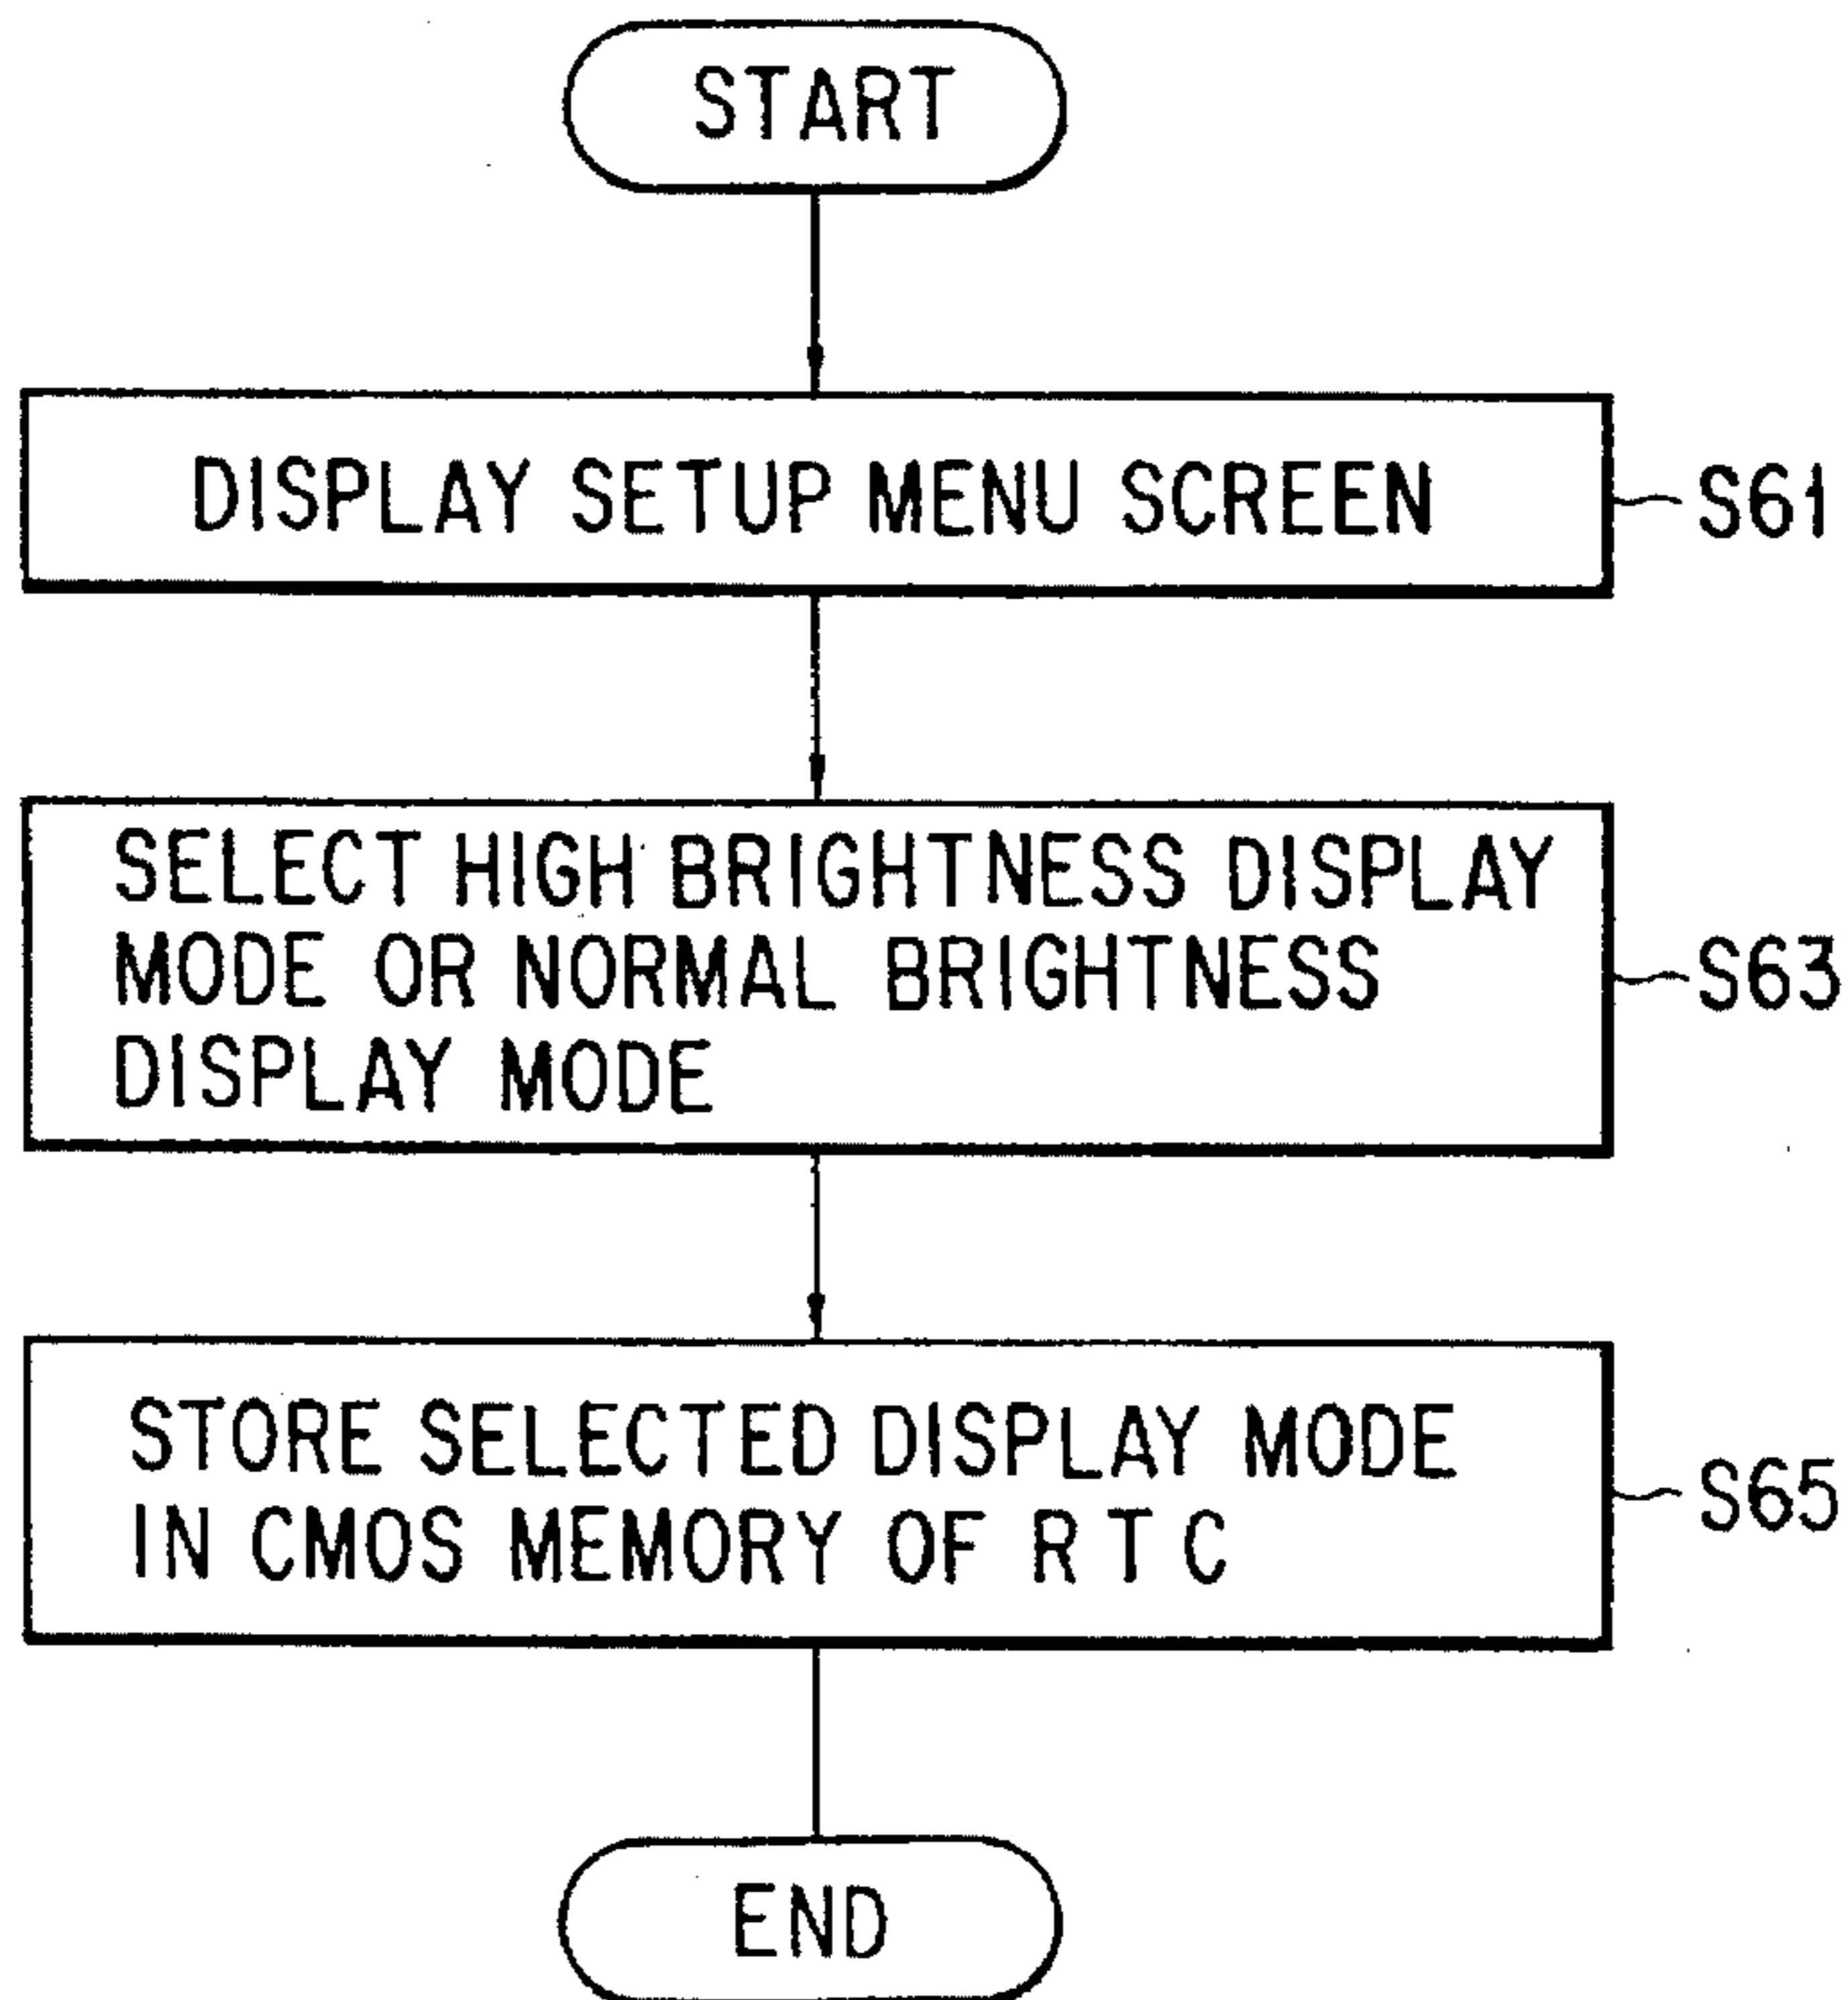 START
DISPLAY SETUP MENU SCREEN
S61
SELECT HIGH BRIGHTNESS DISPLAY
MODE OR NORMAL BRIGHTNESS
DISPLAY MODE
S63
STORE SELECTED DISPLAY MODE
IN CMOS MEMORY OF R T C
S65
END